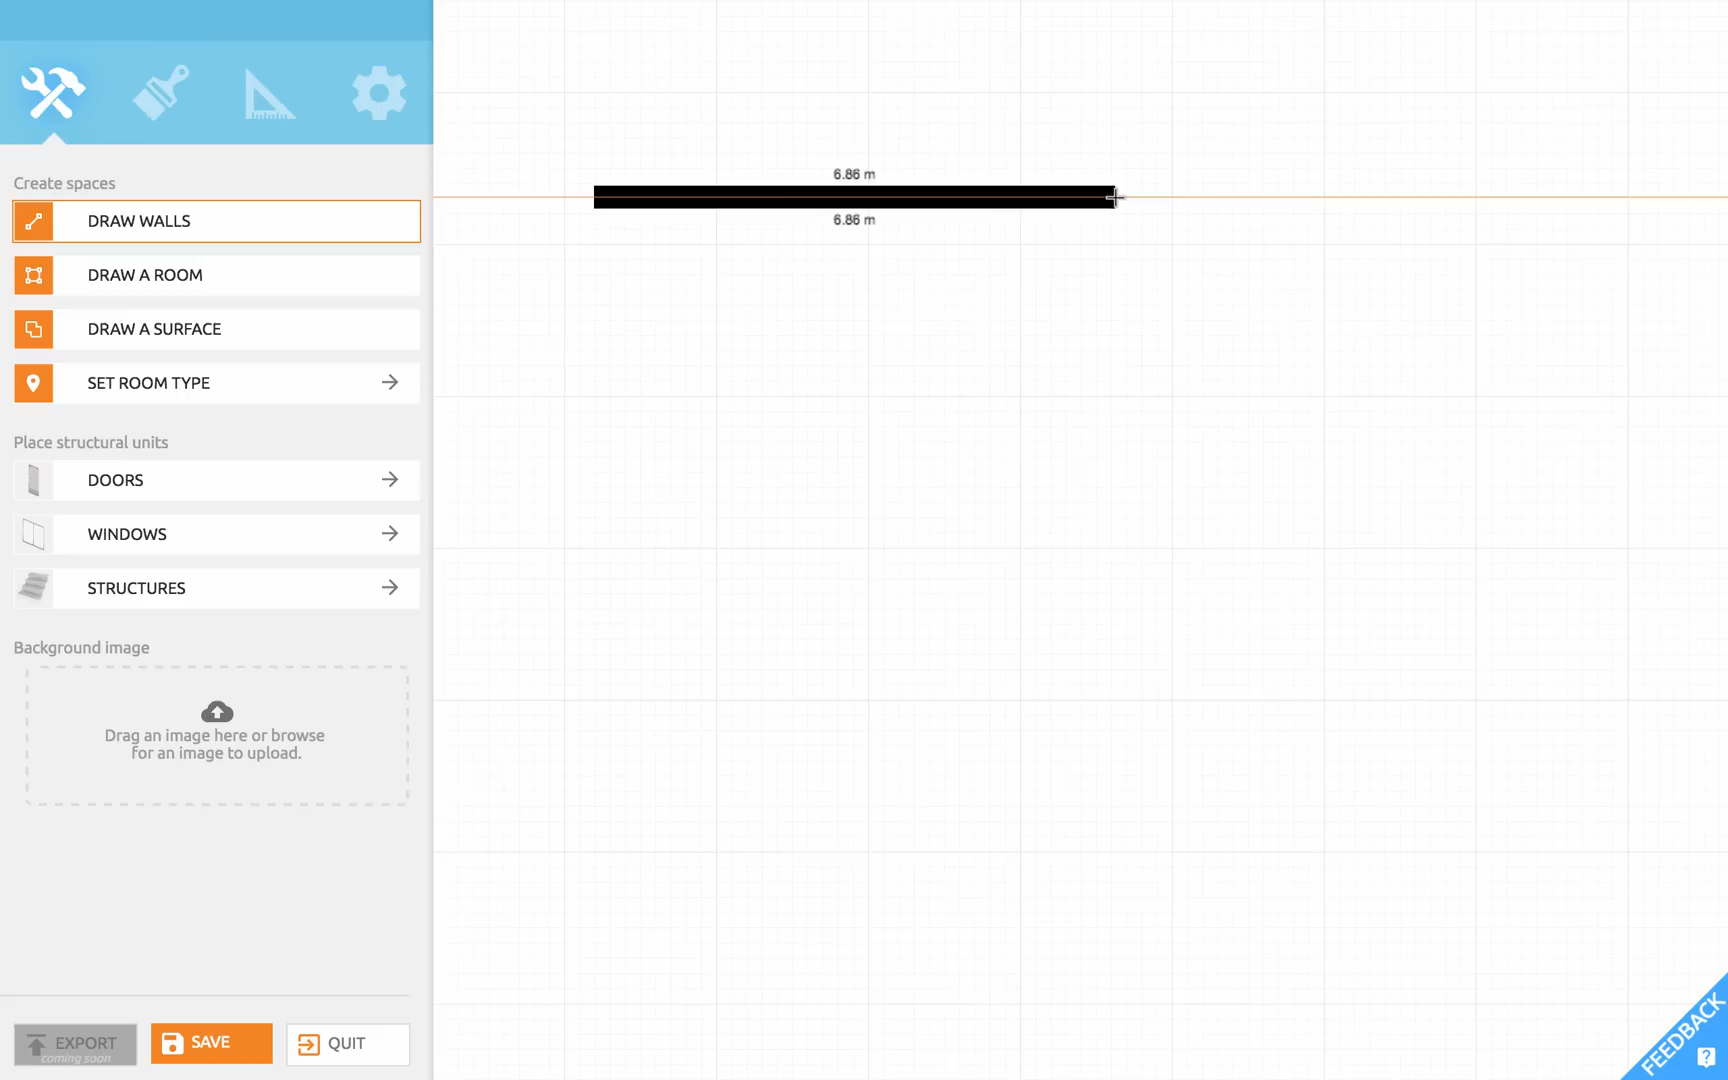 Create spaces
DRAW WALLS
DRAW A ROOM
DRAW A SURFACE
SET ROOM TYPE
Place structural units
DOORS
WINDOWS
STRUCTURES
Background image
Drag an image here or browse
for an image to upload.
EXPORT
coming soon
SAVE
QUIT
6.86 m
6.86 m
FEEDBACK
?